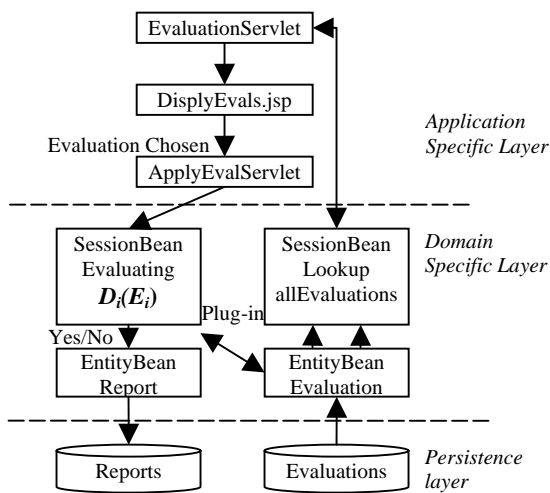 EvaluationServlet
DisplyEvals.jsp
Evaluation Chosen
ApplyEvalServlet
Application
Specific Layer
SessionBean
Evaluating
Di(Ei)
SessionBean
Lookup
allEvaluations
Domain
Specific Layer
Plug-in
Yes/No
EntityBean
Report
EntityBean
Evaluation
Reports
Evaluations
Persistence
layer